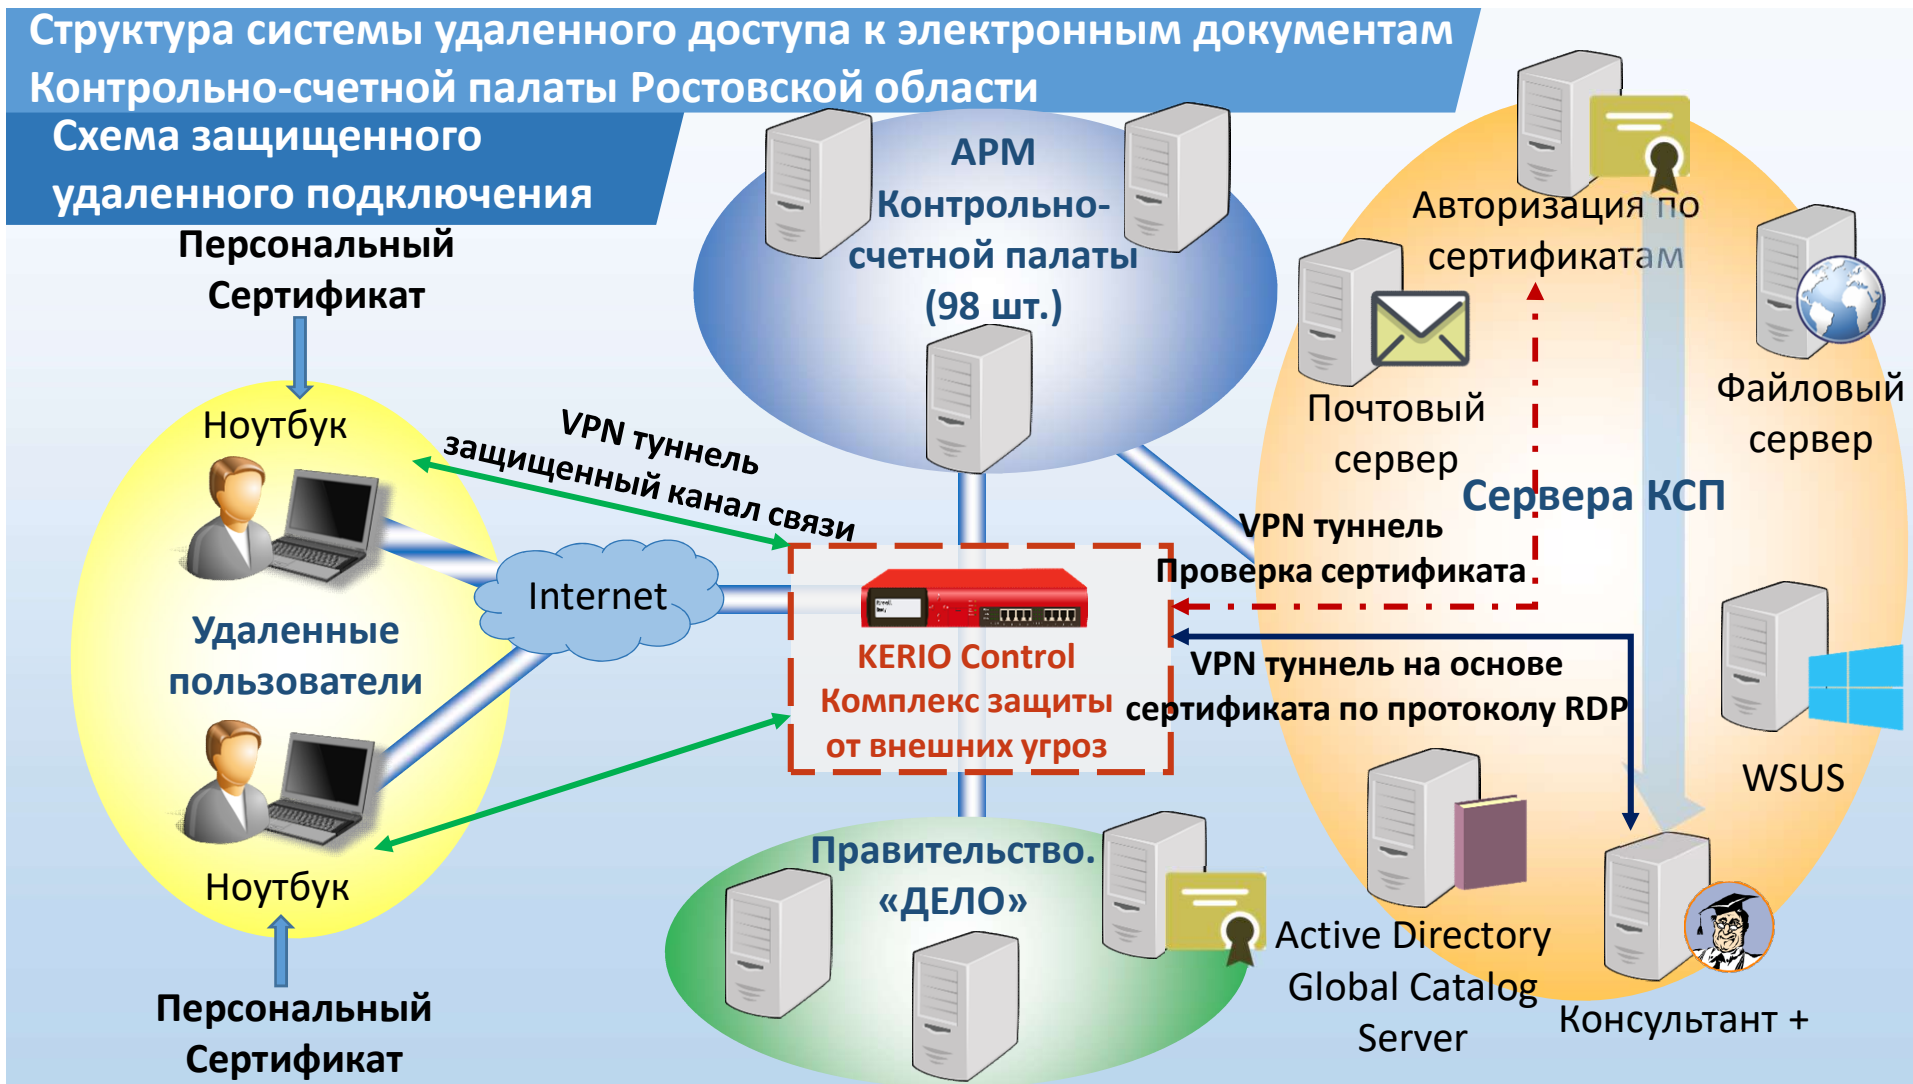 Структура системы удаленного доступа к электронным документам
Контрольно-счетной палаты Ростовской области
Схема защищенного
удаленного подключения
Персональный
Сертификат
Ноутбук
Удаленные
пользователи
Ноутбук
Персональный
Сертификат
VPN туннель
защищенный канал связи
Internet
АРМ
Контрольно-
счетной палаты
(98 шт.)
KERIO Control
Комплекс защиты
от внешних угроз
Правительство.
«ДЕЛО»
Авторизация по
сертификатам
Почтовый
сервер
Файловый
сервер
Сервера КСП
VPN туннель
Проверка сертификата
VPN туннель на основе
сертификата по протоколу RDP
WSUS
Active Directory
Global Catalog
Server
Консультант +